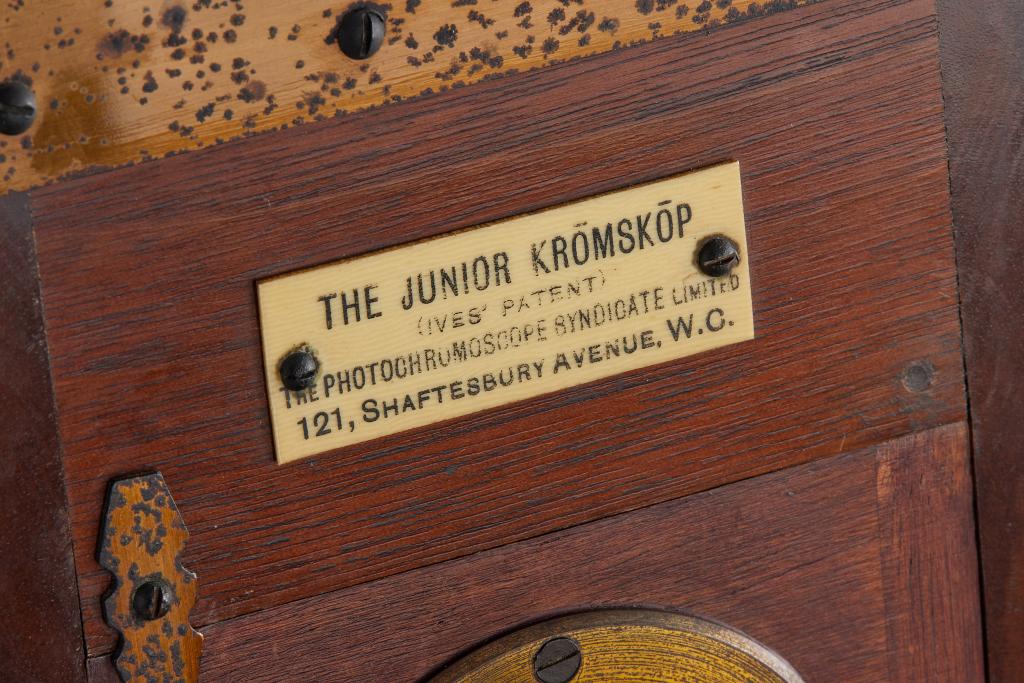 THE JUNIOR KRŌMSKŌP
(IVES' PATENT)
THE PHOTOCHROMOSCOPE SYNDICATE LIMITED
121, SHAFTESBURY AVENUE, W.C.